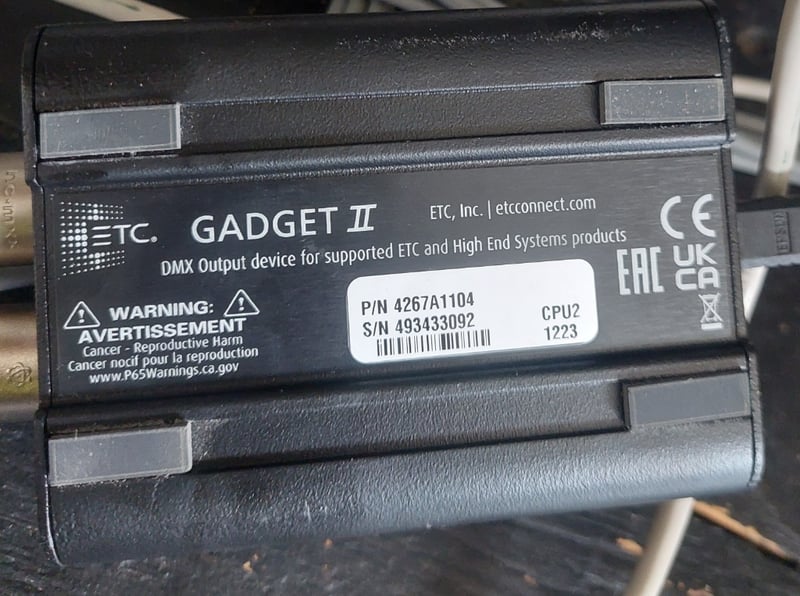 ETC®
GADGET II
ETC, Inc. | etcconnect.com
DMX Output device for supported ETC and High End Systems products
CE
EAC
UK
CA
WARNING:
AVERTISSEMENT
Cancer - Reproductive Harm
Cancer nocif pour la reproduction
www.P65Warnings.ca.gov
P/N 4267A1104
S/N 493433092
CPU2
1223